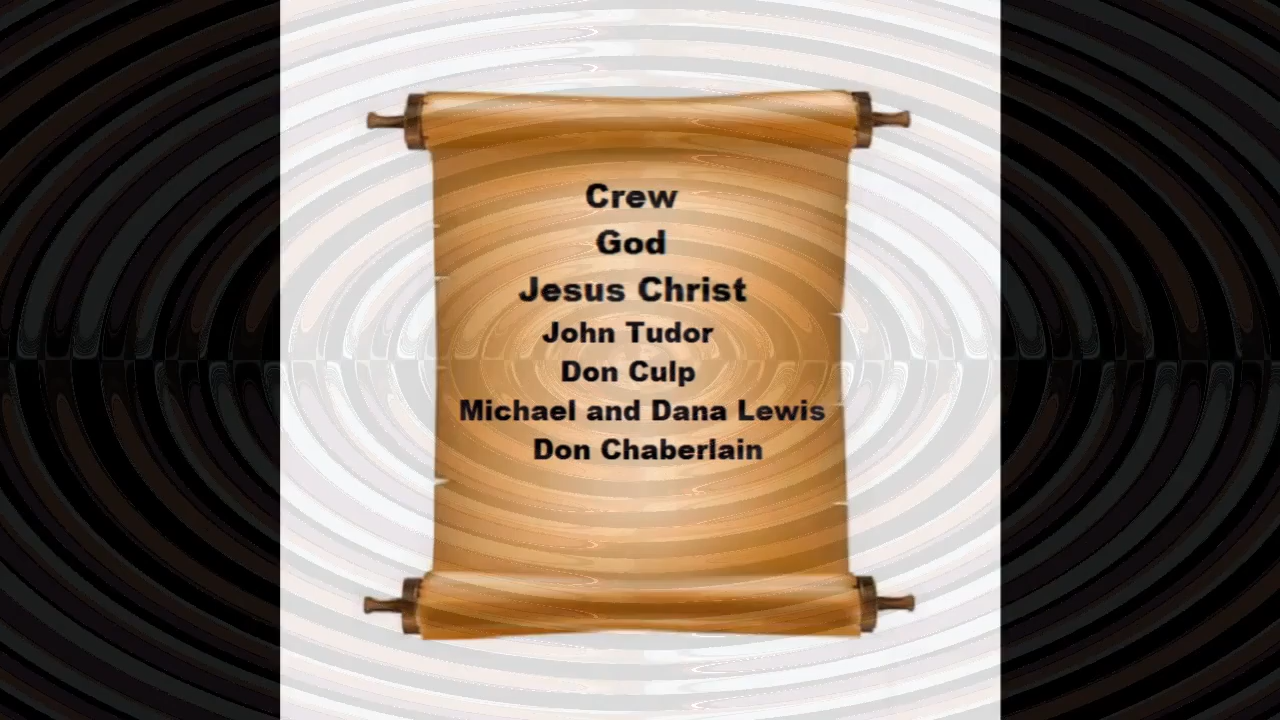 Crew
God
Jesus Christ
John Tudor
Don Culp
Michael and Dana Lewis
Don Chaberlain